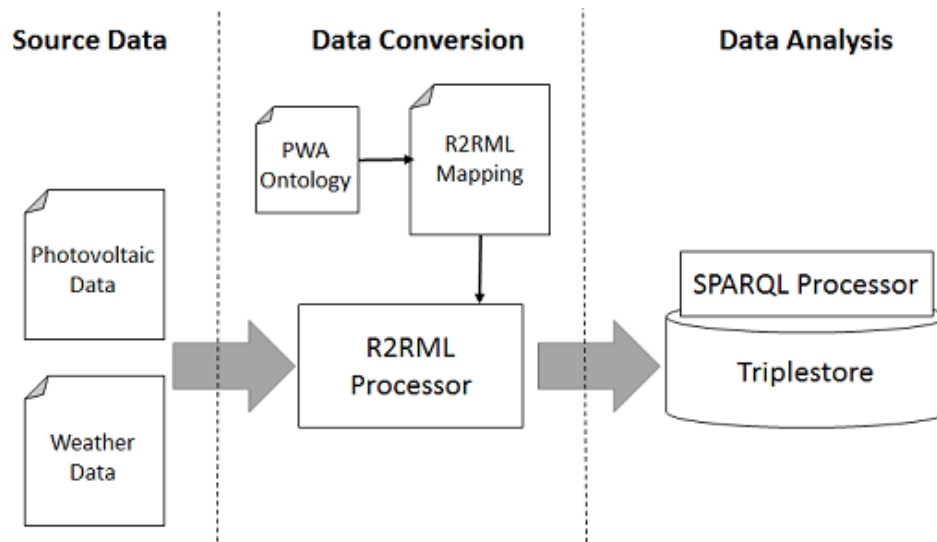 Source Data
Data Conversion
Data Analysis
PWA
Ontology
R2RML
Mapping
Photovoltaic
Data
Weather
Data
R2RML
Processor
SPARQL Processor
Triplestore